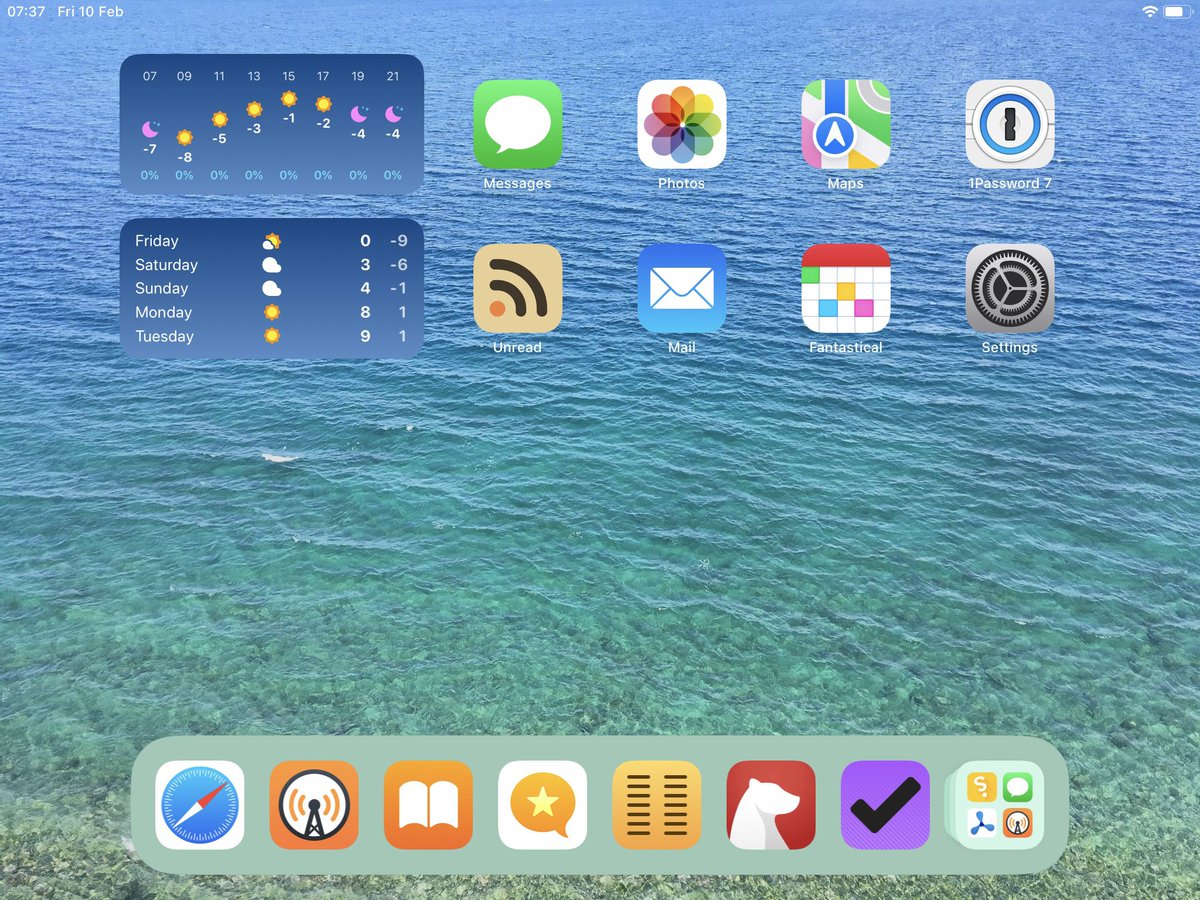 07:37 Fri 10 Feb
07 09 11 13 15 17 19 21
-7 -8 -5 -3 -1 -2 -4 -4
0% 0% 0% 0% 0% 0% 0% 0%
Messages Photos Maps 1Password 7
Friday 0 -9
Saturday 3 -6
Sunday 4 -1
Monday 8 1
Tuesday 9 1
Unread Mail Fantastical Settings